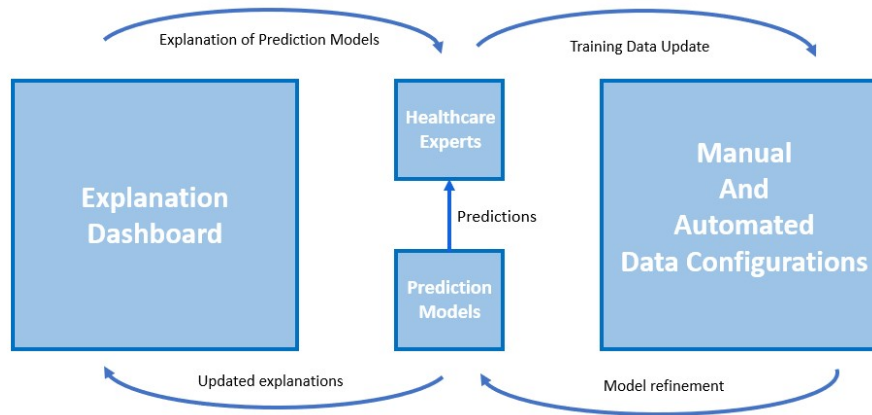 Explanation of Prediction Models
Training Data Update
Healthcare
Experts
Explanation
Dashboard
Manual
And
Automated
Data Configurations
Predictions
Prediction
Models
Updated explanations
Model refinement